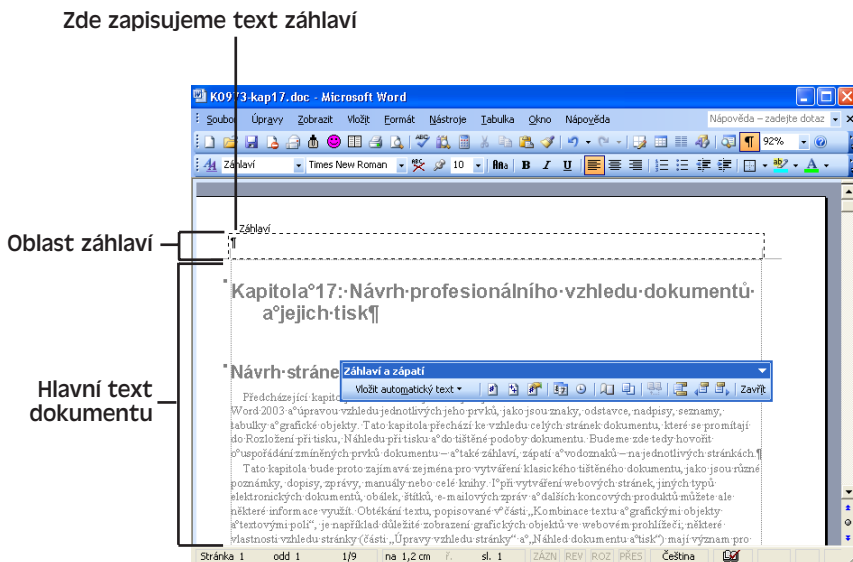 Zde zapisujeme text záhlaví
K0973-kap17.doc - Microsoft Word
Soubor Úpravy Zobrazit Vložit Formát Nástroje Tabulka Okno Nápověda Nápověda – zadejte dotaz
92%
Záhlaví Times New Roman 10 B I U
Záhlaví
Oblast záhlaví
¶
Kapitola°17:·Návrh·profesionálního·vzhledu·dokumentů·
a°jejich·tisk¶
Návrh·stráne
Záhlaví a zápatí
Vložit automatický text Zavřít
Hlavní text
dokumentu
Předcházející·kapito
Word·2003·a°úpravou·vzhledu·jednotlivých·jeho·prvků,·jako·jsou·znaky,·odstavce,·nadpisy,·seznamy,·
tabulky·a°grafické·objekty.·Tato·kapitola·přechází·ke·vzhledu·celých·stránek·dokumentu,·které·se·promítají·
do·Rozložení·při·tisku,·Náhledu·při·tisku·a°do·tištěné·podoby·dokumentu.·Budeme·zde·tedy·hovořit·
o°uspořádání·zmíněných·prvků·dokumentu·–·a°také·záhlaví,·zápatí·a°vodoznaků·–·na·jednotlivých·stránkách.¶
Tato·kapitola·bude·proto·zajímavá·zejména·pro·vytváření·klasického·tištěného·dokumentu,·jako·jsou·různé·
poznámky,·dopisy,·zprávy,·manuály·nebo·celé·knihy.·I°při·vytváření·webových·stránek,·jiných·typů·
elektronických·dokumentů,·obálek,·štítků,·e-mailových·zpráv·a°dalších·koncových·produktů·můžete·ale·
některé·informace·využít.·Obtékání·textu,·popisované·v°části·„Kombinace·textu·a°grafickými·objekty·
a°textovými·poli“,·je·například·důležité·zobrazení·grafických·objektů·ve·webovém·prohlížeči;·některé·
vlastnosti·vzhledu·stránky·(části·„Úpravy·vzhledu·stránky“·a°„Náhled·dokumentu·a°tisk“)·mají·význam·pro·
Stránka 1 odd 1 1/9 na 1,2 cm ř. sl. 1 ZÁZN REV ROZ PŘES Čeština